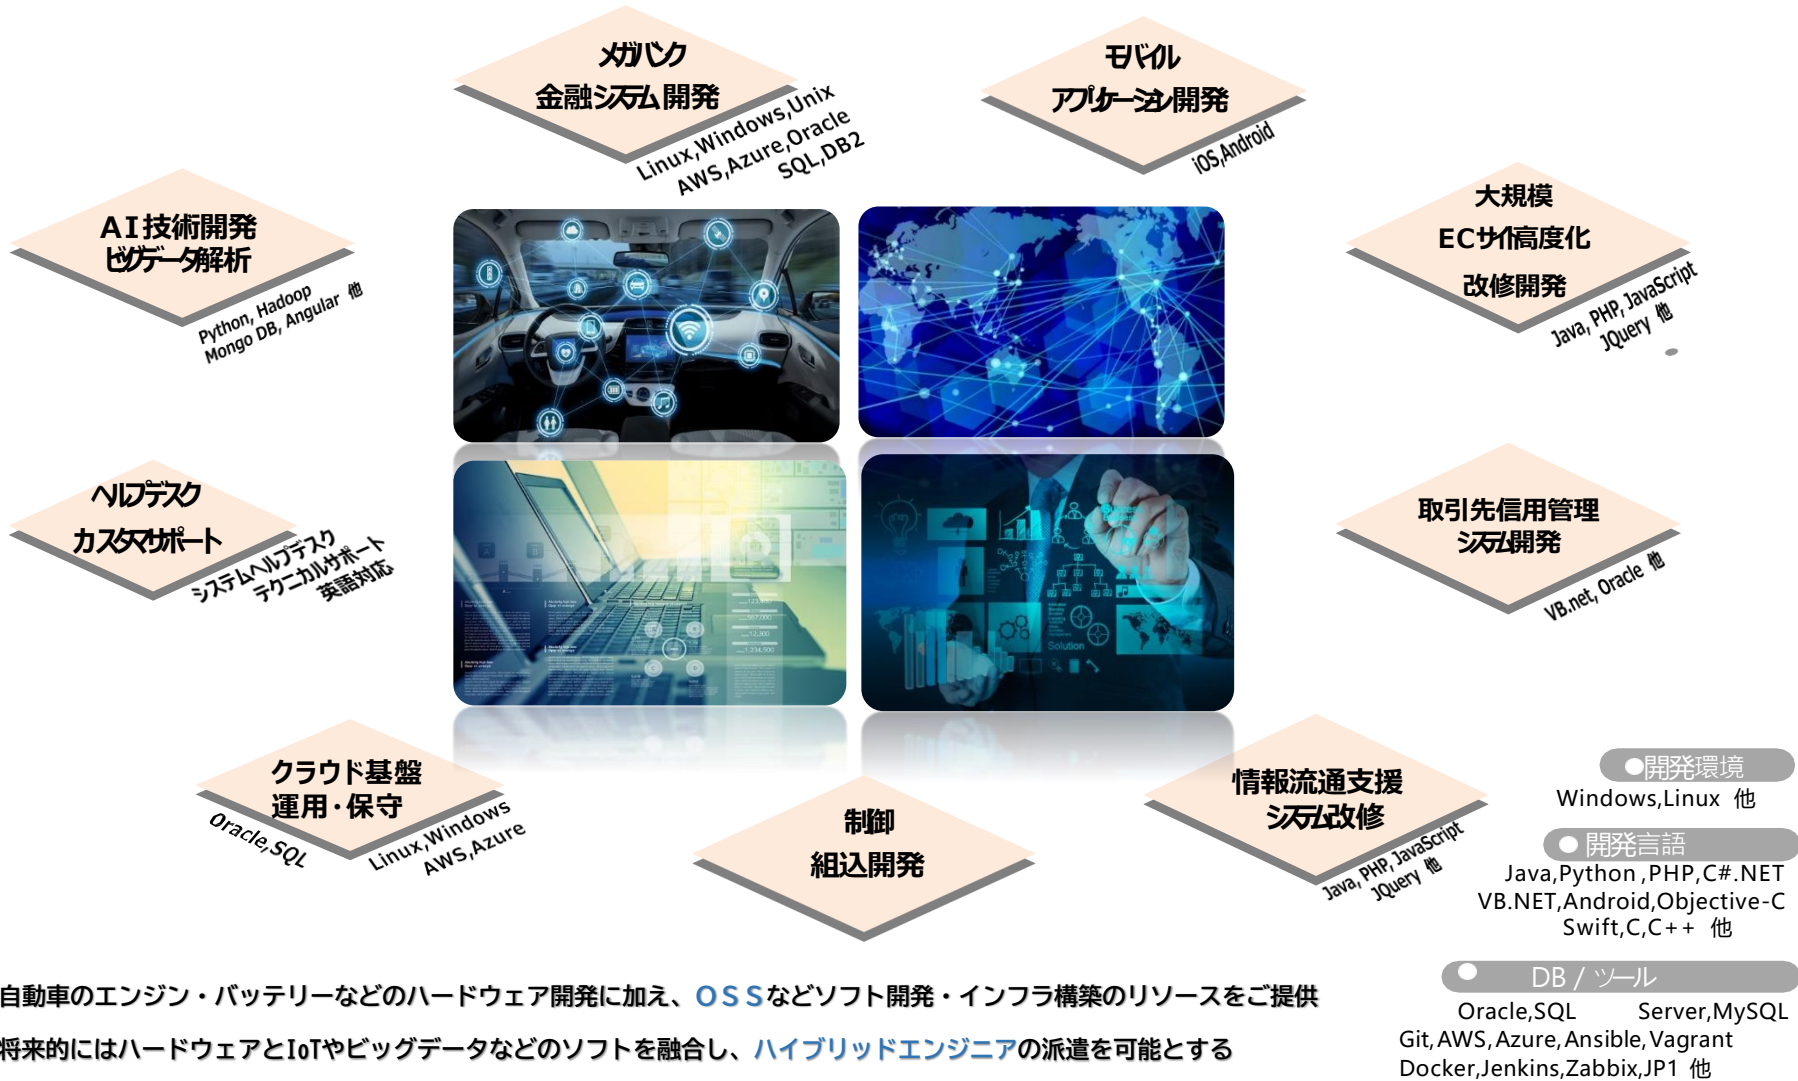 メガバンク
金融システム開発
Linux,Windows,Unix
AWS,Azure,Oracle
SQL,DB2
モバイル
アプリケーション開発
iOS,Android
AI技術開発
ビッグデータ解析
Python, Hadoop
Mongo DB, Angular 他
大規模
ECサイト高度化
改修開発
Java, PHP, JavaScript
JQuery 他
ヘルプデスク
カスタマサポート
システムヘルプデスク
テクニカルサポート
英語対応
取引先信用管理
システム開発
VB.net, Oracle 他
Success
Solution
123,400
567,000
12,300
1,234,500
クラウド基盤
運用・保守
Oracle,SQL
Linux,Windows
AWS,Azure
制御
組込開発
情報流通支援
システム改修
Java, PHP, JavaScript
JQuery 他
●開発環境
Windows,Linux 他
● 開発言語
Java,Python ,PHP,C#.NET
VB.NET,Android,Objective-C
Swift,C,C++ 他
● DB / ツール
Oracle,SQL Server,MySQL
Git,AWS,Azure,Ansible,Vagrant
Docker,Jenkins,Zabbix,JP1 他
自動車のエンジン・バッテリーなどのハードウェア開発に加え、OSSなどソフト開発・インフラ構築のリソースをご提供
将来的にはハードウェアとIoTやビッグデータなどのソフトを融合し、ハイブリッドエンジニアの派遣を可能とする